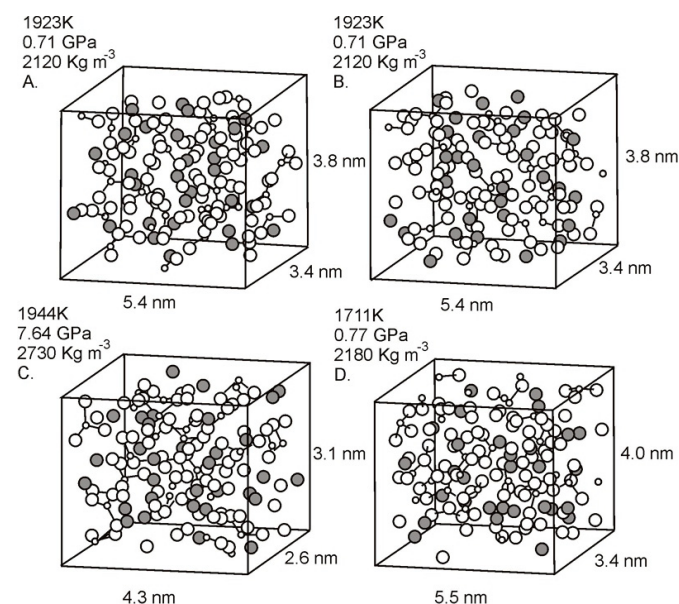 1923K
0.71 GPa
2120 Kg m-3
A.
3.8 nm
3.4 nm
5.4 nm
1923K
0.71 GPa
2120 Kg m-3
B.
3.8 nm
3.4 nm
5.4 nm
1944K
7.64 GPa
2730 Kg m-3
C.
3.1 nm
2.6 nm
4.3 nm
1711K
0.77 GPa
2180 Kg m-3
D.
4.0 nm
3.4 nm
5.5 nm